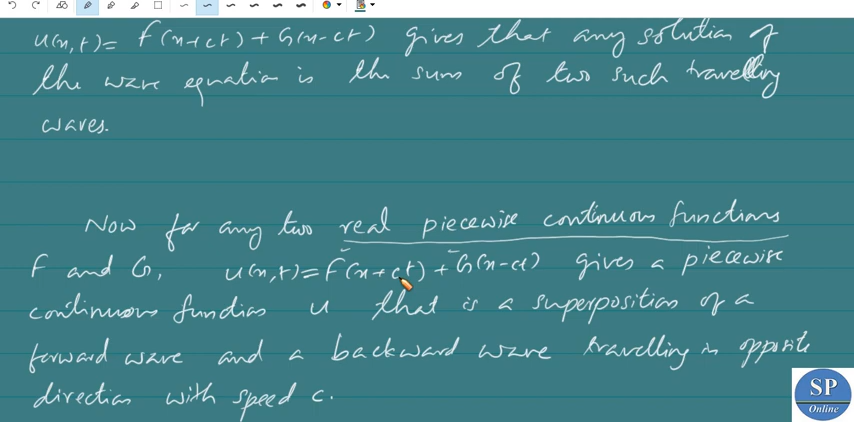 u(x,t) = F(x+ct) + G(x-ct) gives that any solution of
the wave equation is the sum of two such travelling
waves.
Now for any two real piecewise continuous functions
F and G, u(x,t) = F(x+ct) + G(x-ct) gives a piecewise
continuous function u that is a superposition of a
forward wave and a backward wave travelling in opposite
direction with speed c.
SP
Online